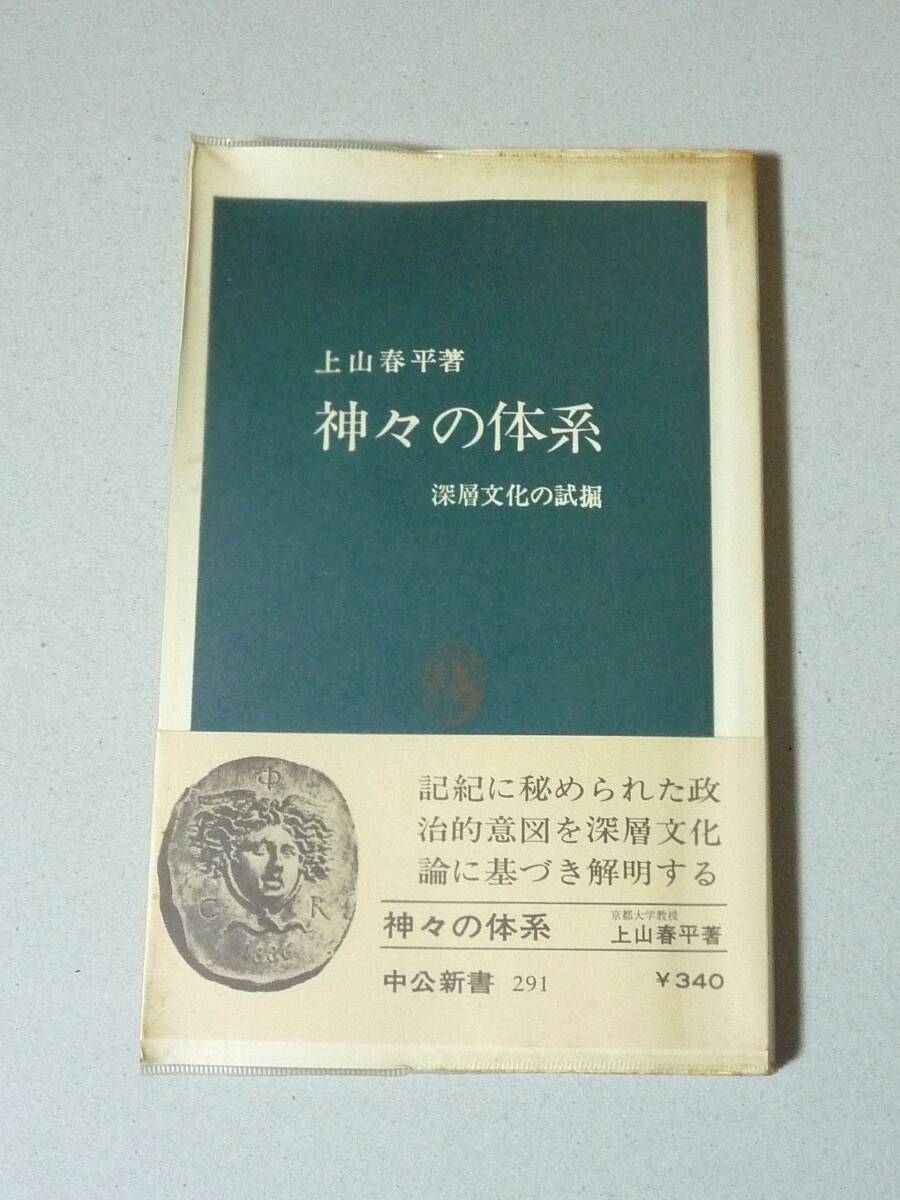 上山春平著
神々の体系
深層文化の試掘
記紀に秘められた政
治的意図を深層文化
論に基づき解明する
神々の体系
京都大学教授
上山春平著
中公新書 291
￥340
Φ
C R
1886